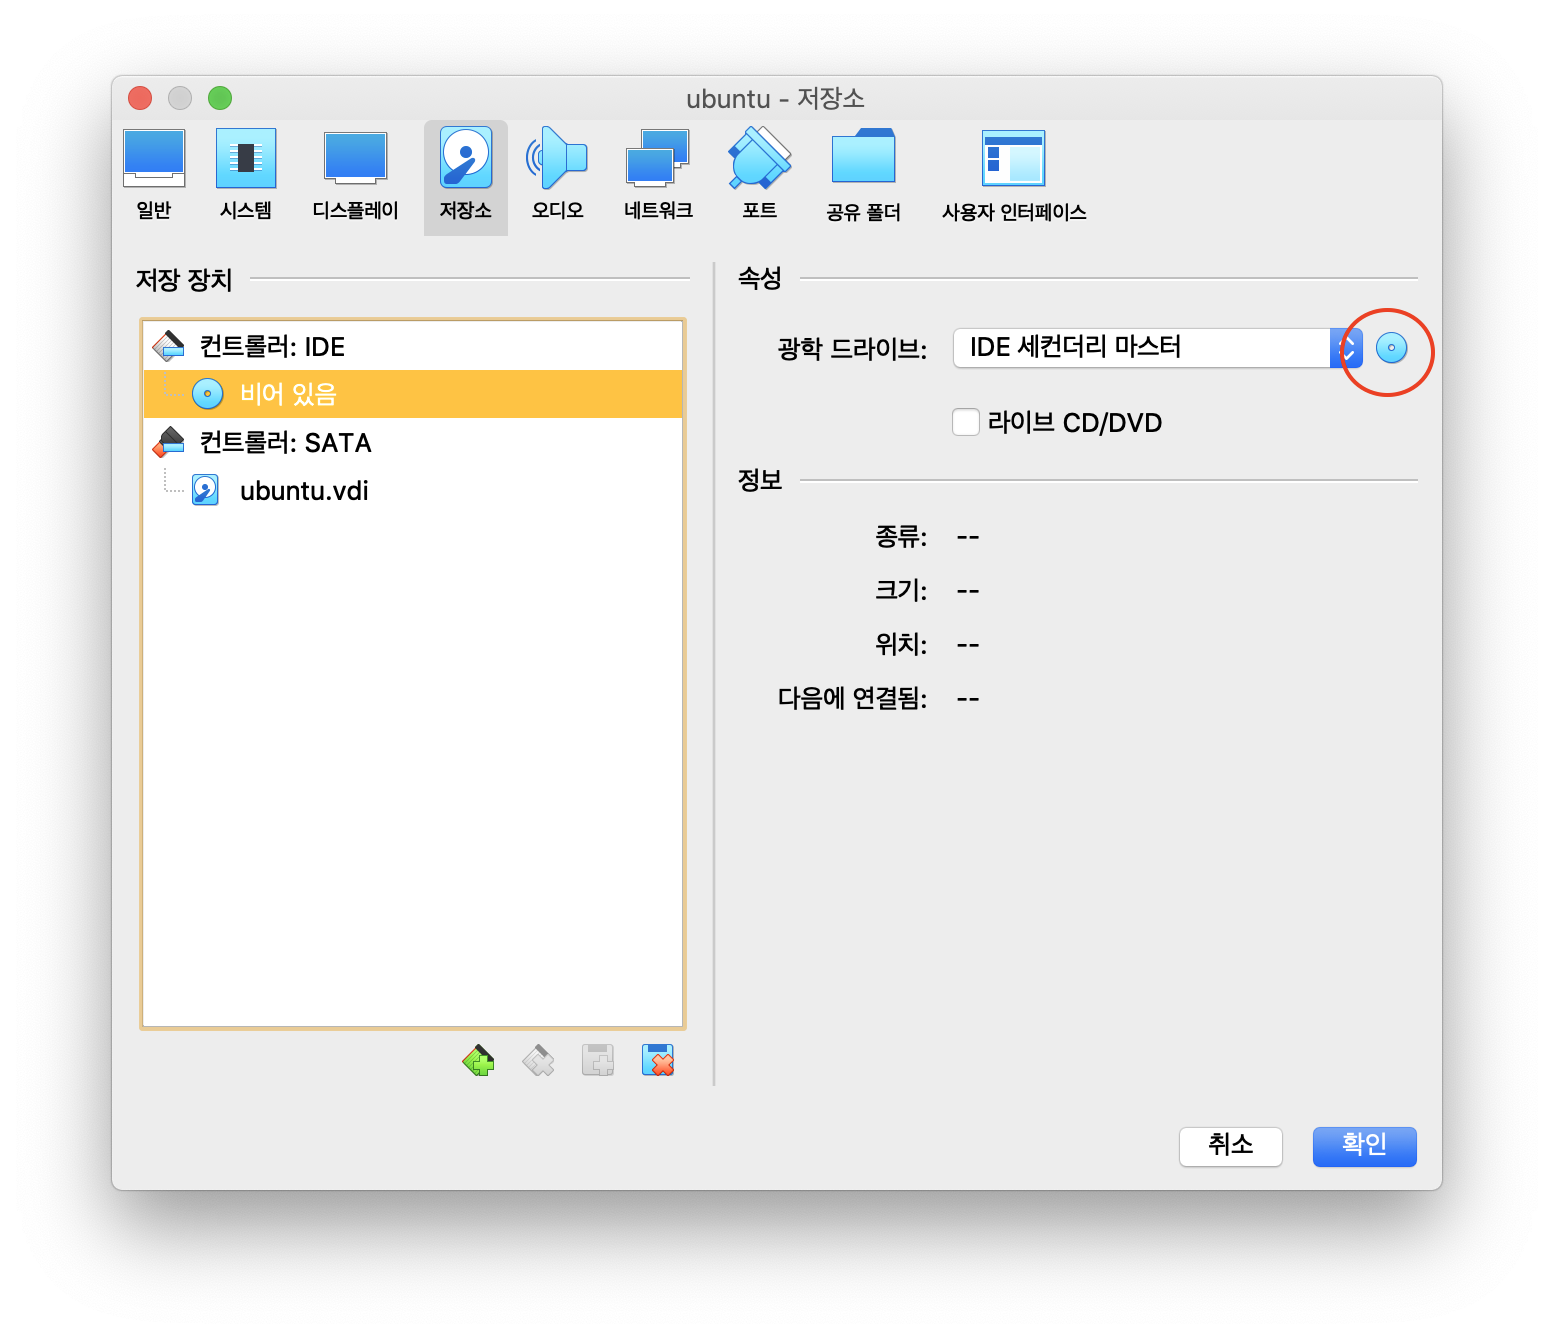 ubuntu - 저장소
일반 시스템 디스플레이 저장소 오디오 네트워크 포트 공유 폴더 사용자 인터페이스
저장 장치
컨트롤러: IDE
비어 있음
컨트롤러: SATA
ubuntu.vdi
속성
광학 드라이브: IDE 세컨더리 마스터
라이브 CD/DVD
정보
종류: --
크기: --
위치: --
다음에 연결됨: --
취소 확인